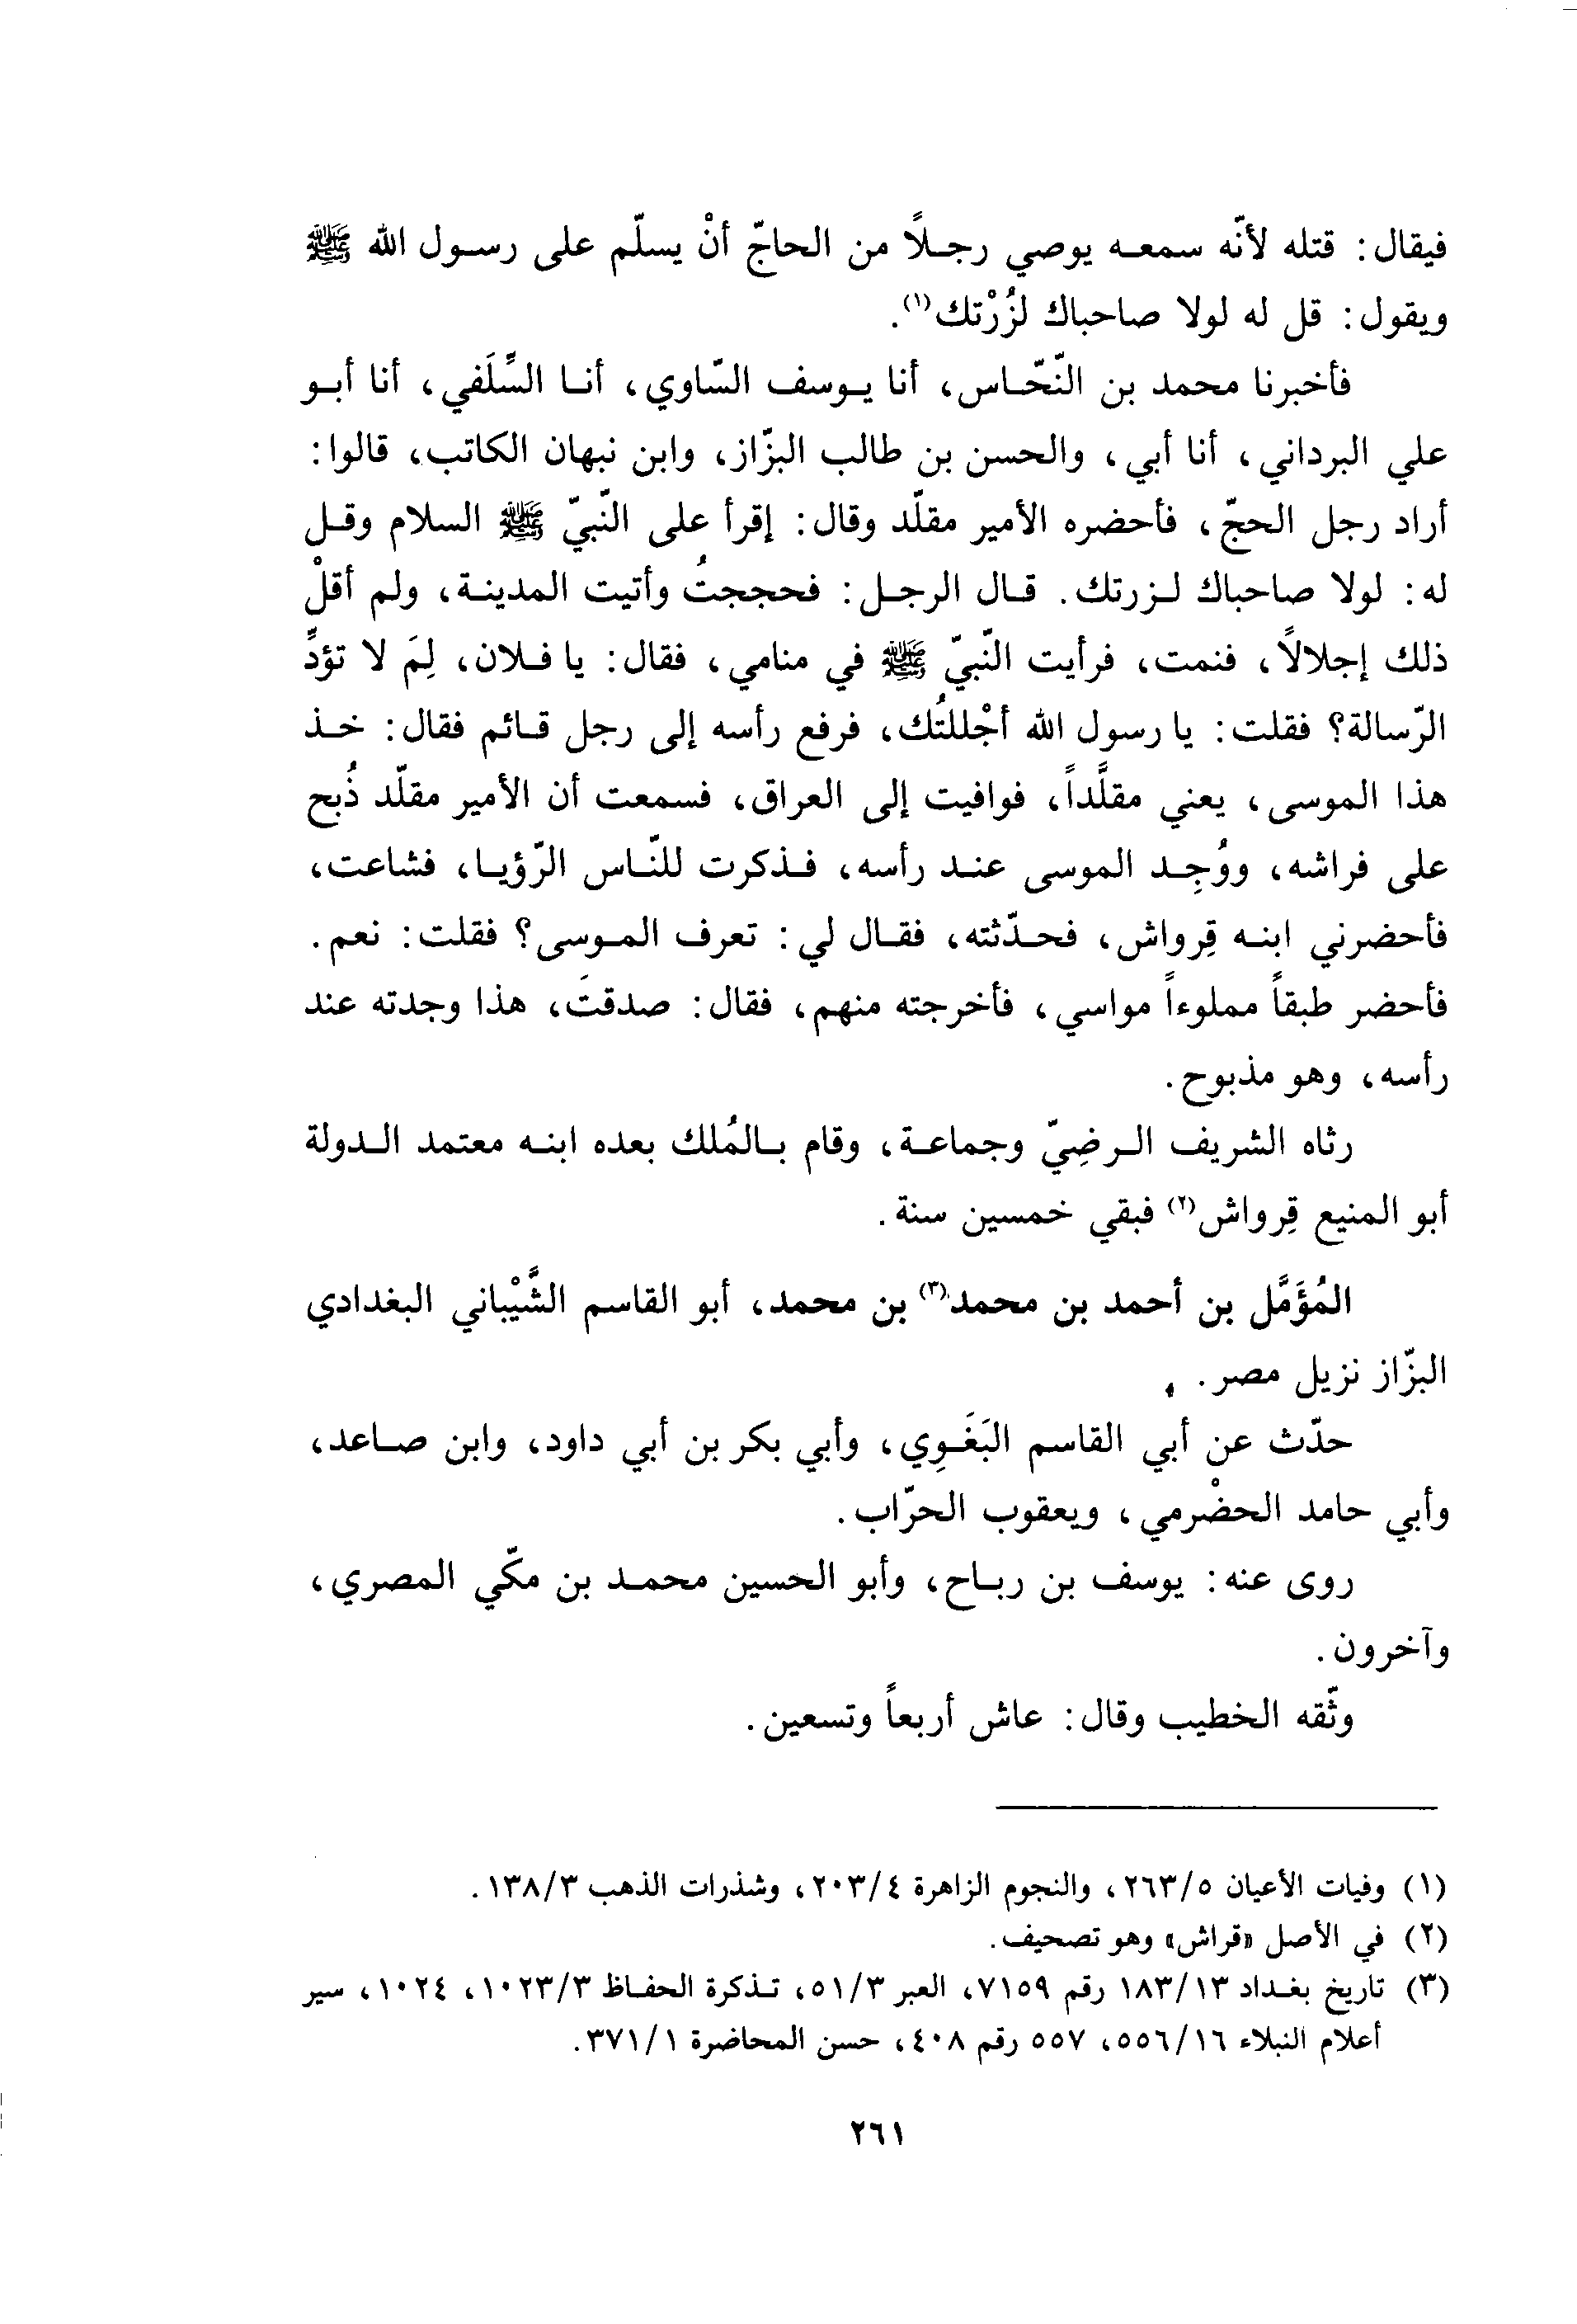 فيقال: قتله لأنّه سمعه يوصي رجلاً من الحاجّ أنْ يسلّم على رسول الله ﷺ
ويقول: قل له لولا صاحباك لزُرْتك(١).
فأخبرنا محمد بن النّحّاس، أنا يوسف السّاوي، أنا السِّلَفي، أنا أبو
علي البرداني، أنا أبي، والحسن بن طالب البزّاز، وابن نبهان الكاتب، قالوا:
أراد رجل الحجّ، فأحضره الأمير مقلّد وقال: إقرأ على النّبيّ ﷺ السلام وقل
له: لولا صاحباك لزرتك. قال الرجل: فحججتُ وأتيت المدينة، ولم أقلْ
ذلك إجلالاً، فنمت، فرأيت النّبيّ ﷺ في منامي، فقال: يا فلان، لِمَ لا تؤدِّ
الرّسالة؟ فقلت: يا رسول الله أجْللتُك، فرفع رأسه إلى رجل قائم فقال: خذ
هذا الموسى، يعني مقلَّداً، فوافيت إلى العراق، فسمعت أن الأمير مقلّد ذُبح
على فراشه، ووُجِد الموسى عند رأسه، فذكرت للنّاس الرّؤيا، فشاعت،
فأحضرني ابنه قِرواش، فحدّثته، فقال لي: تعرف الموسى؟ فقلت: نعم.
فأحضر طبقاً مملوءاً مواسي، فأخرجته منهم، فقال: صدقتَ، هذا وجدته عند
رأسه، وهو مذبوح.
رثاه الشريف الرضِيّ وجماعة، وقام بالمُلك بعده ابنه معتمد الدولة
أبو المنيع قِرواش(٢) فبقي خمسين سنة.
المُؤَمَّل بن أحمد بن محمد(٣) بن محمد، أبو القاسم الشَّيْباني البغدادي
البزّاز نزيل مصر.
حدّث عن أبي القاسم البَغَوِي، وأبي بكر بن أبي داود، وابن صاعد،
وأبي حامد الحضْرمي، ويعقوب الحرّاب.
روى عنه: يوسف بن رباح، وأبو الحسين محمد بن مكّي المصري،
وآخرون.
وثّقه الخطيب وقال: عاش أربعاً وتسعين.
(١) وفيات الأعيان ٢٦٣/٥، والنجوم الزاهرة ٢٠٣/٤، وشذرات الذهب ١٣٨/٣.
(٢) في الأصل «قراش» وهو تصحيف.
(٣) تاريخ بغداد ١٨٣/١٣ رقم ٧١٥٩، العبر ٥١/٣، تذكرة الحفاظ ١٠٢٣/٣، ١٠٢٤، سير
أعلام النبلاء ٥٥٦/١٦، ٥٥٧ رقم ٤٠٨، حسن المحاضرة ٣٧١/١.
٢٦١